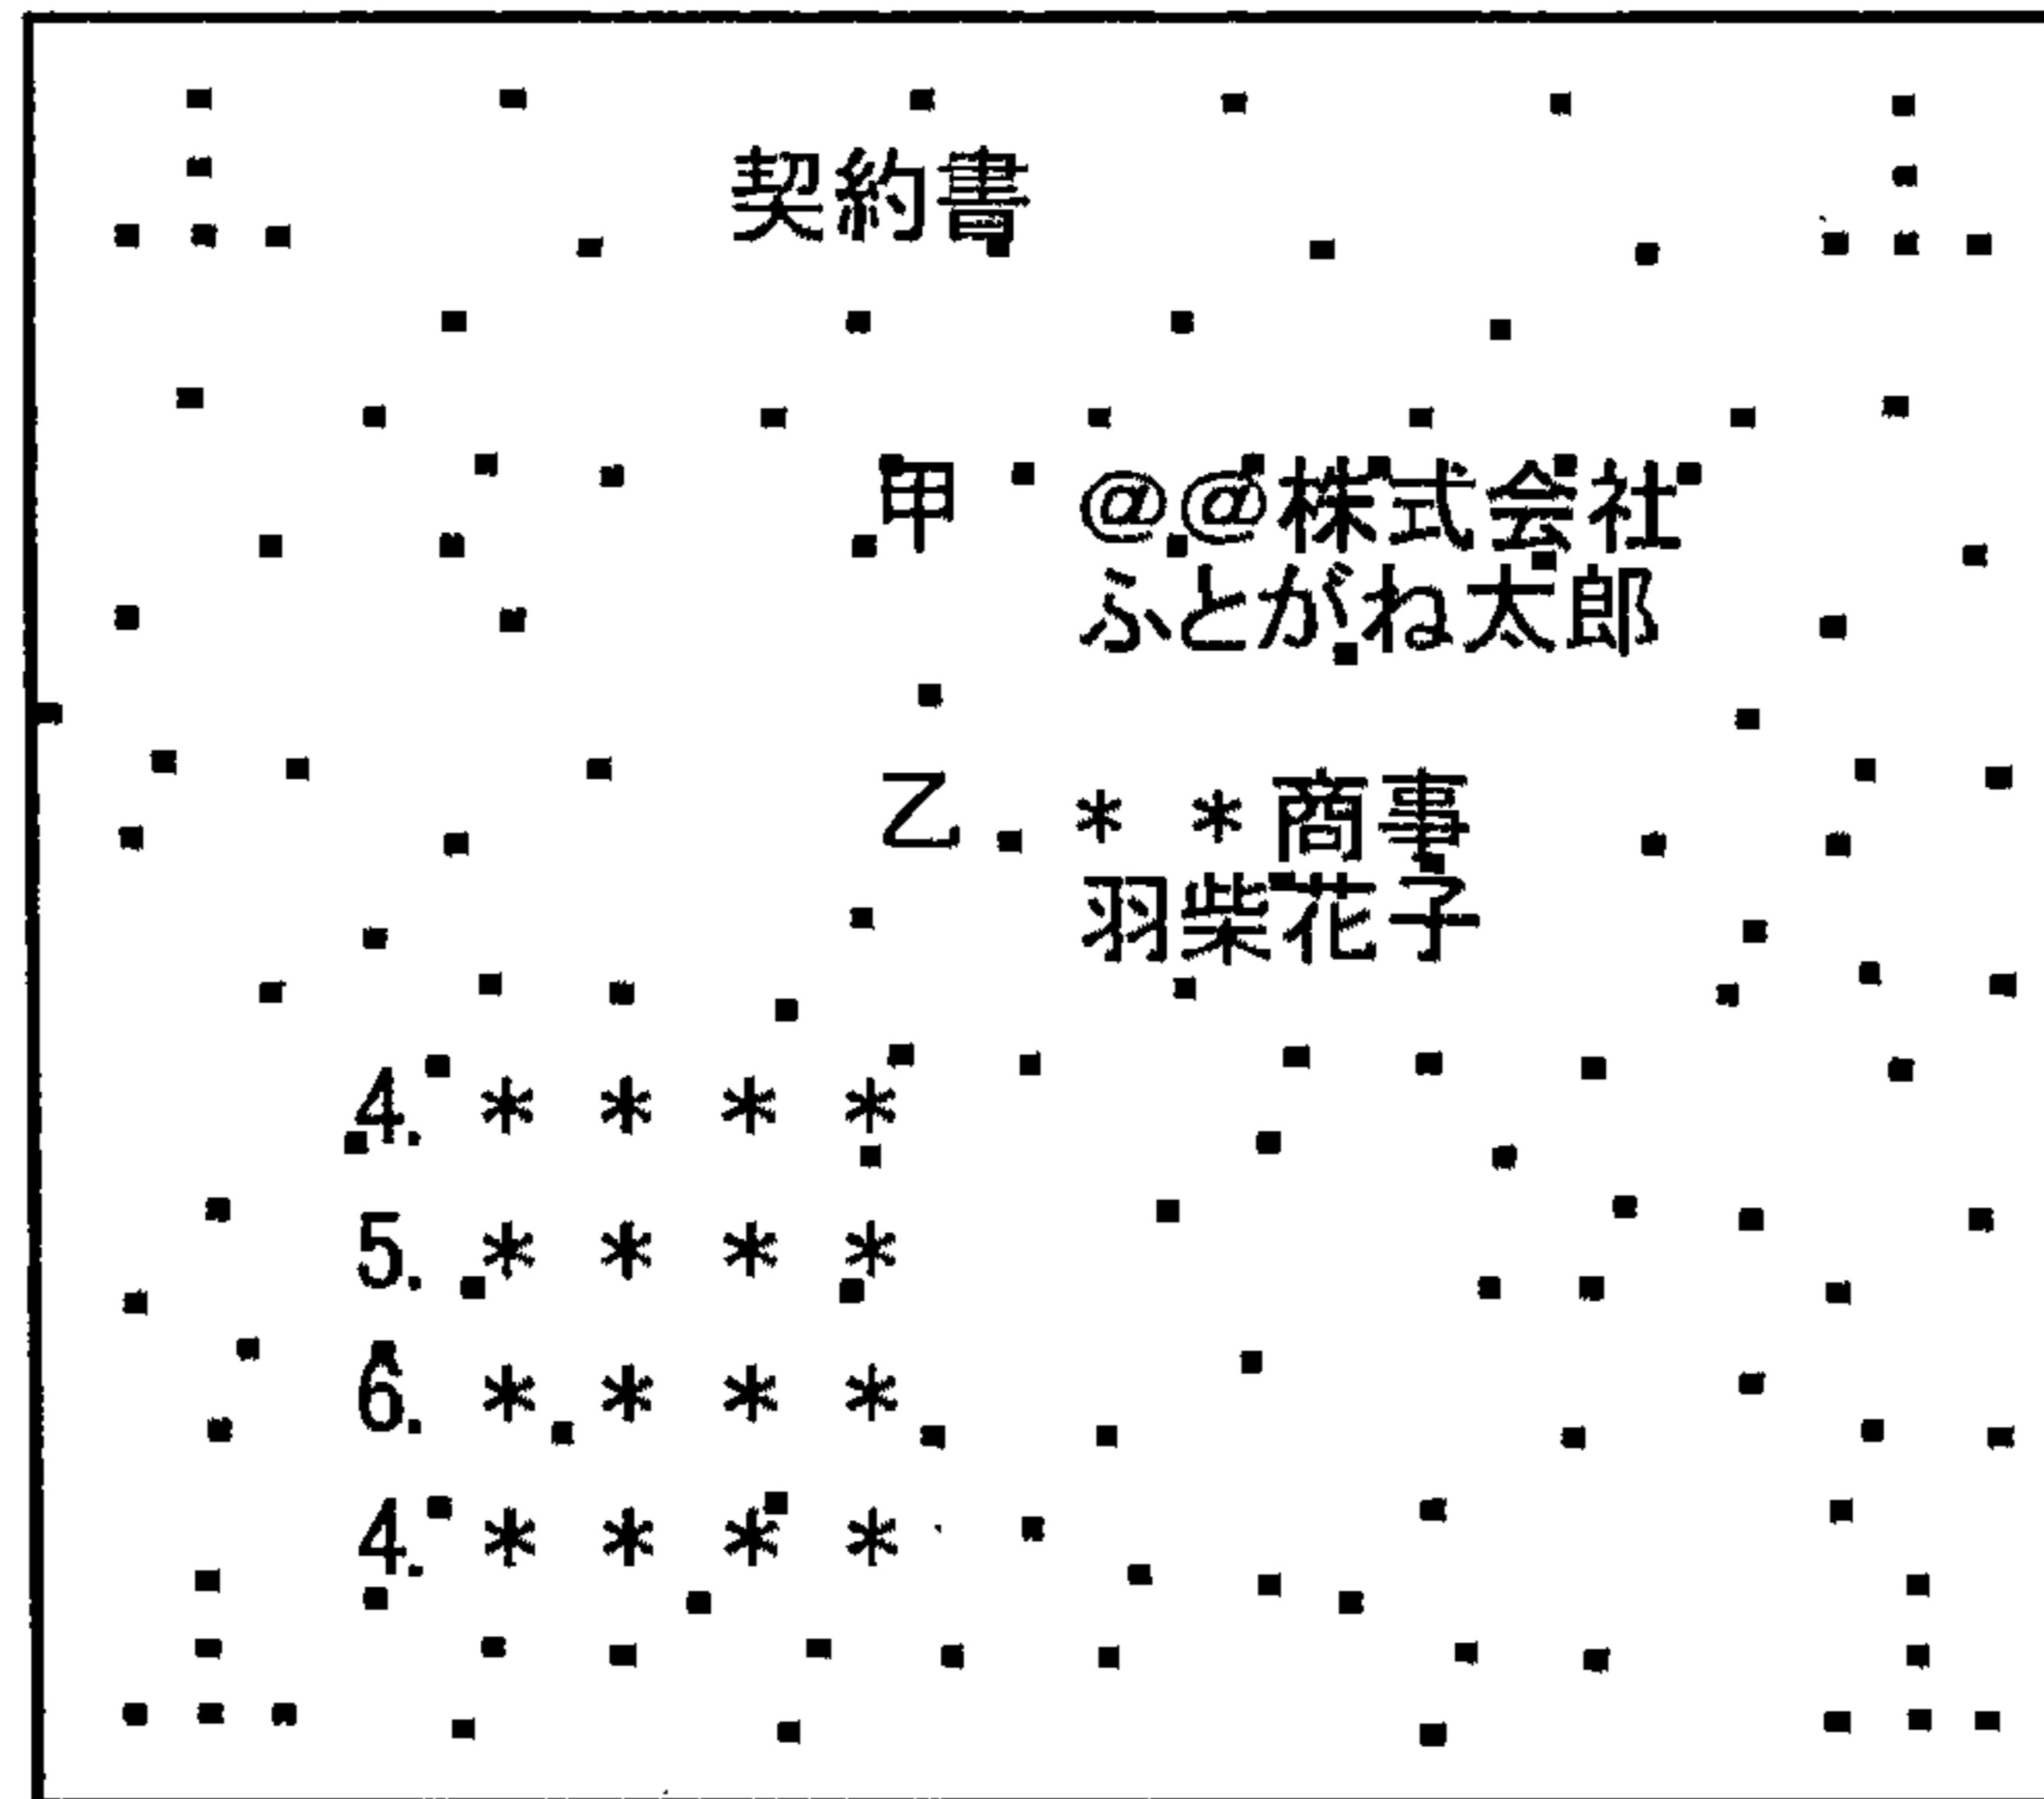 契約書
甲 @@株式会社
ふとがね太郎
乙 **商事
羽柴花子
4. ****
5. ****
6. ****
4. ****